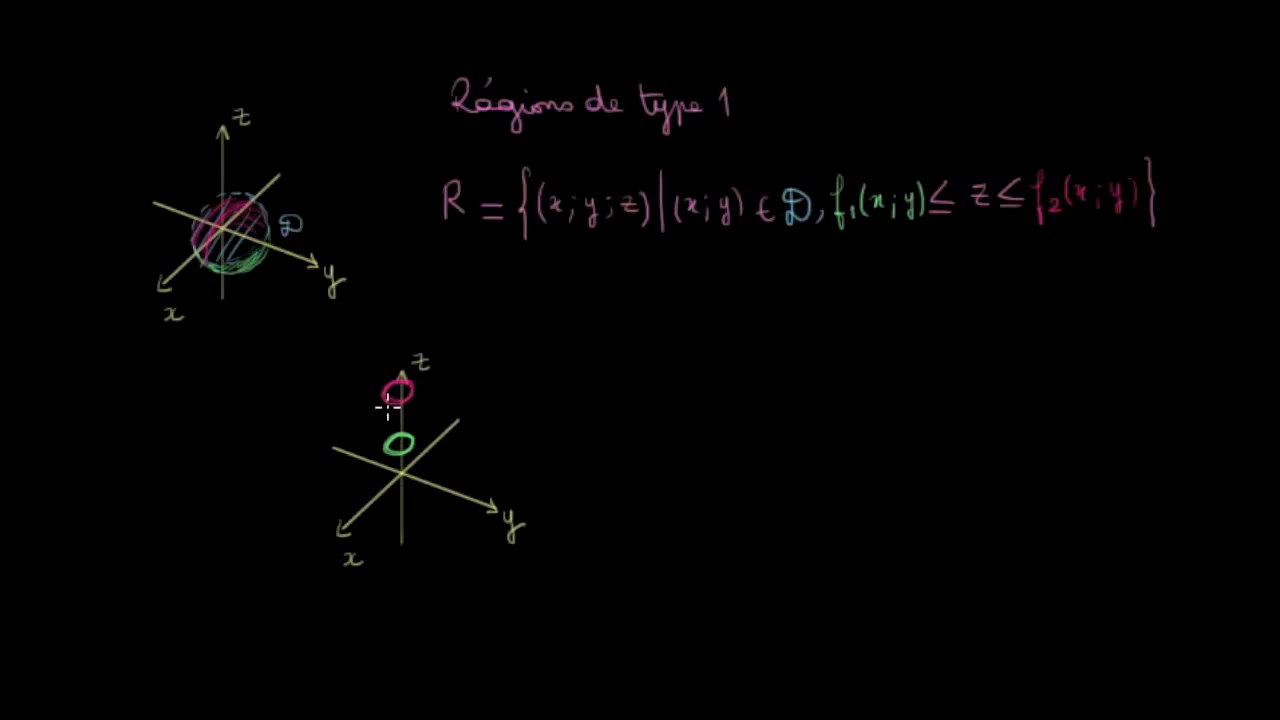 Régions de type 1
z
R = {(x;y;z)|(x;y) ∈ D, f₁(x;y) ≤ z ≤ f₂(x;y)}
D
y
x
z
y
x